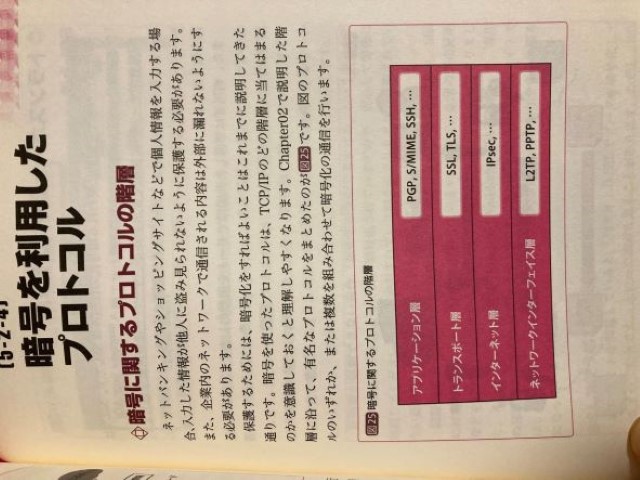 [5-2-4]
暗号を利用した
プロトコル
暗号に関するプロトコルの階層
ネットバンキングやショッピングサイトなどで個人情報を入力する場
合、入力した情報が他人に盗み見られないように保護する必要があります。
また、企業内のネットワークで通信される内容は外部に漏れないようにす
る必要があります。
保護するためには、暗号化をすればよいことはこれまでに説明してきた
通りです。暗号を使ったプロトコルは、TCP/IPのどの階層に当てはまる
のかを意識しておくと理解しやすくなります。Chapter02で説明した階
層に沿って、有名なプロトコルをまとめたのが図25です。図のプロトコ
ルのいずれか、または複数を組み合わせて暗号化の通信を行います。
図25 暗号に関するプロトコルの階層
アプリケーション層 PGP, S/MIME, SSH, …
トランスポート層 SSL, TLS, …
インターネット層 IPsec, …
ネットワークインターフェイス層 L2TP, PPTP, …